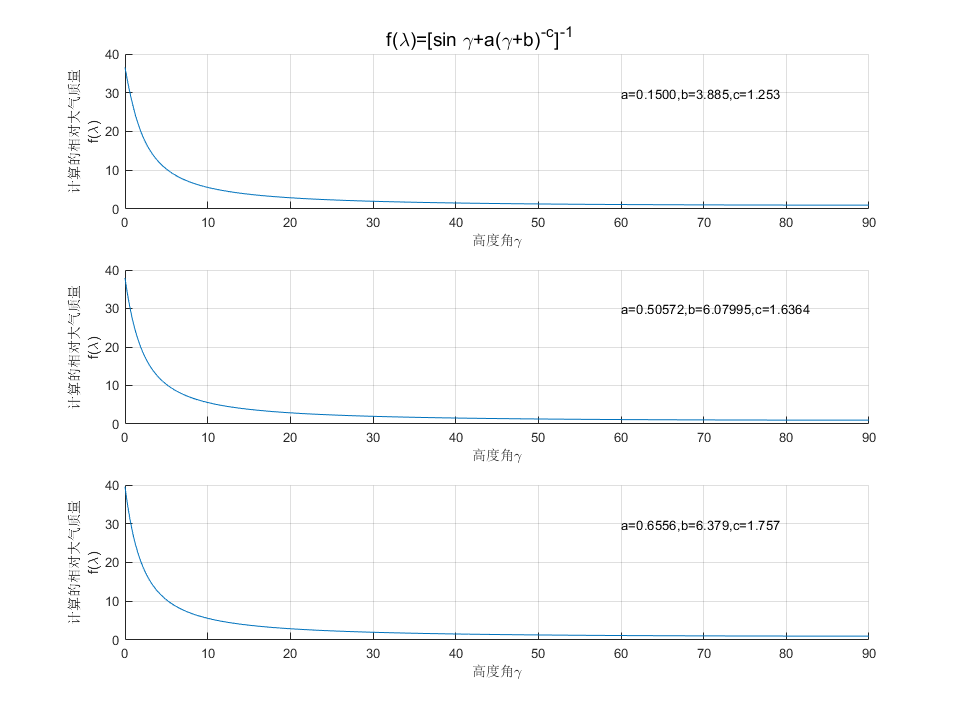 f(λ)=[sin γ+a(γ+b)^-c]^-1
40
30
20
10
0
计算的相对大气质量
f(λ)
a=0.1500,b=3.885,c=1.253
0 10 20 30 40 50 60 70 80 90
高度角γ
40
30
20
10
0
计算的相对大气质量
f(λ)
a=0.50572,b=6.07995,c=1.6364
0 10 20 30 40 50 60 70 80 90
高度角γ
40
30
20
10
0
计算的相对大气质量
f(λ)
a=0.6556,b=6.379,c=1.757
0 10 20 30 40 50 60 70 80 90
高度角γ